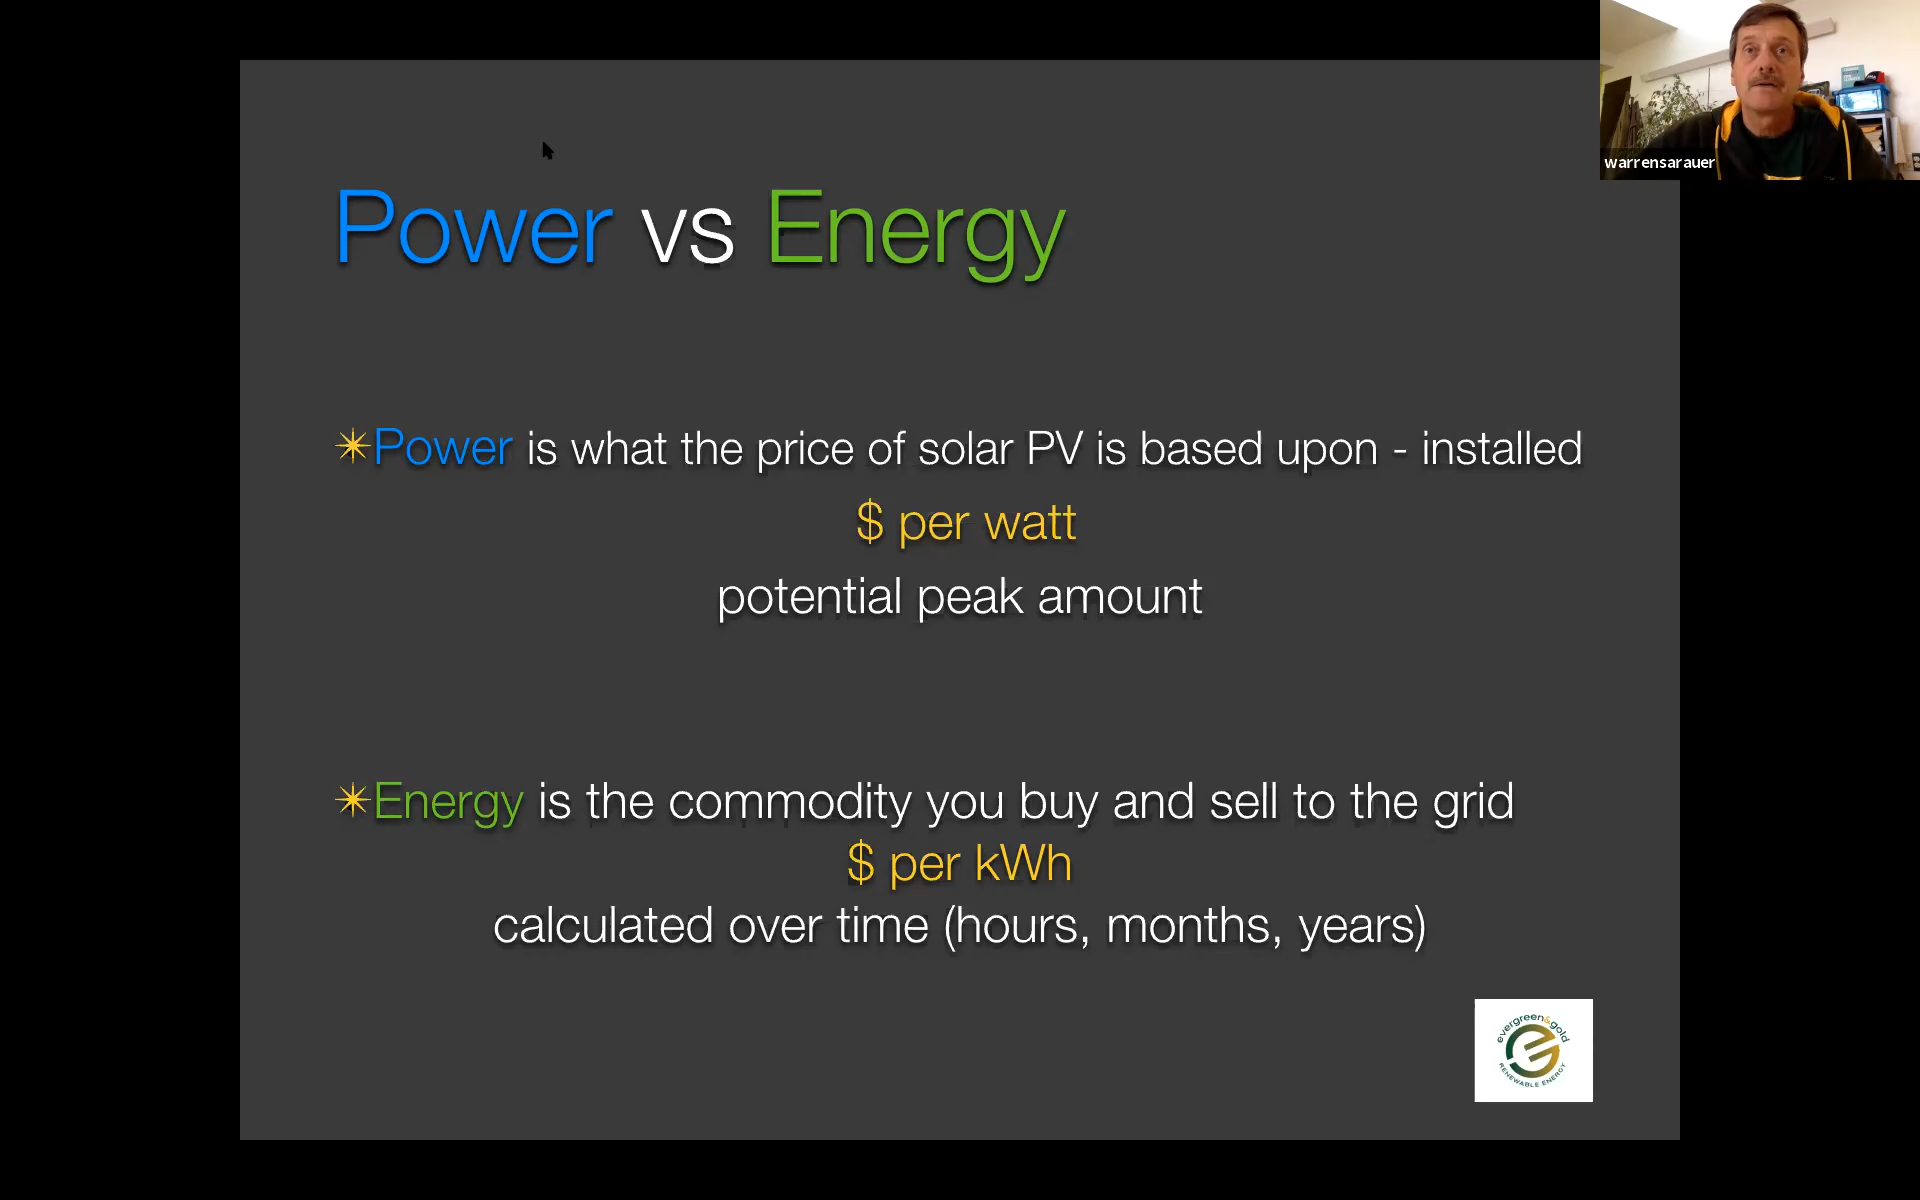 warrensarauer
Power vs Energy
✴Power is what the price of solar PV is based upon - installed
$ per watt
potential peak amount
✴Energy is the commodity you buy and sell to the grid
$ per kWh
calculated over time (hours, months, years)
evergreen&gold
RENEWABLE ENERGY